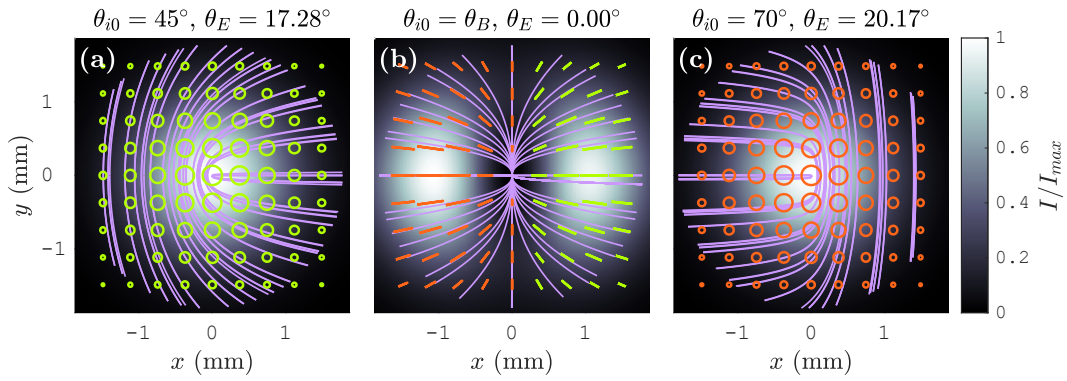 θi0 = 45°, θE = 17.28°
θi0 = θB, θE = 0.00°
θi0 = 70°, θE = 20.17°
(a)
(b)
(c)
1
0
-1
y (mm)
-1 0 1
-1 0 1
-1 0 1
x (mm)
x (mm)
x (mm)
1
0.8
0.6
0.4
0.2
0
I/Imax